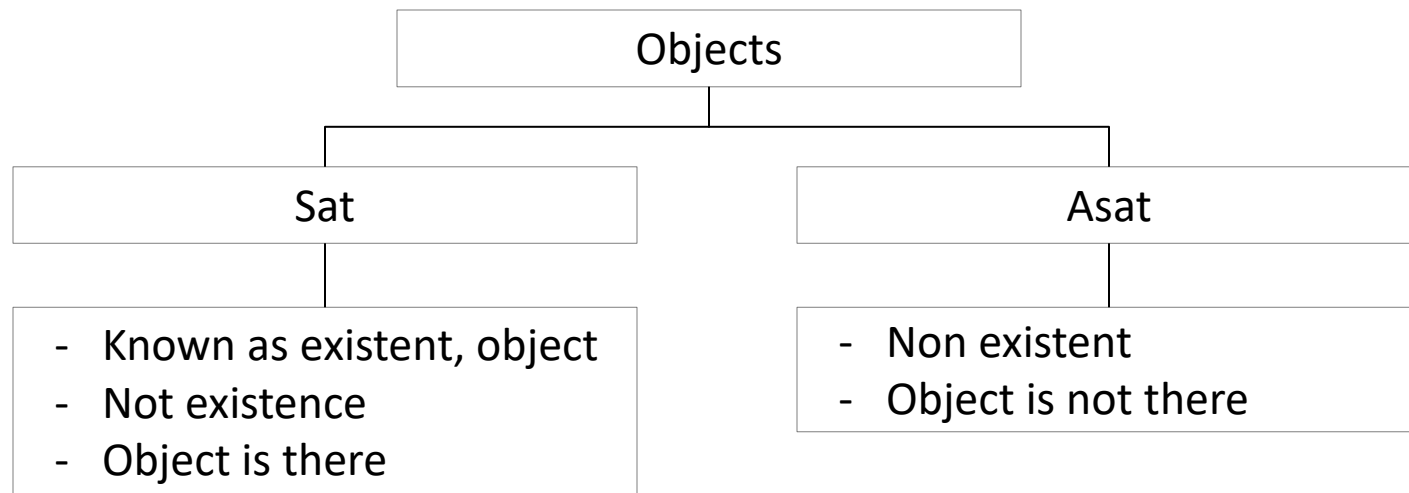 Objects
Sat
Asat
- Known as existent, object
- Not existence
- Object is there
- Non existent
- Object is not there